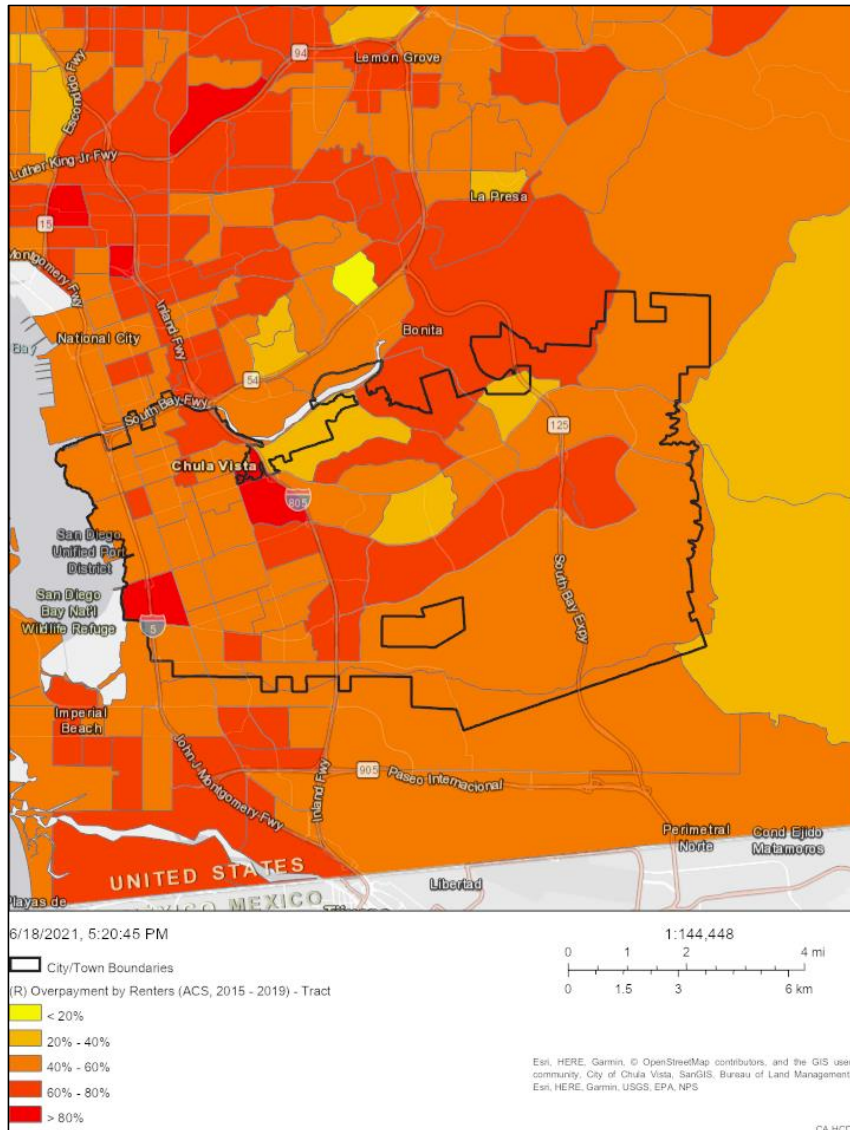 94
Lemon Grove
Escondido Fwy
Luther King Jr Fwy
La Presa
15
Montgomery Fwy
Inland Fwy
Bonita
National City
Bay
54
South Bay Fwy
125
Chula Vista
805
San Diego
Unified Port
District
San Diego
Bay Nat'l
Wildlife Refuge
South Bay Expy
5
Imperial
Beach
John J Montgomery Fwy
Inland Fwy
905
Paseo Internacional
Perimetral
Norte
Cond Ejido
Matamoros
UNITED STATES
MEXICO
Libertad
Playas de
6/18/2021, 5:20:45 PM
1:144,448
0 1 2 4 mi
0 1.5 3 6 km
City/Town Boundaries
(R) Overpayment by Renters (ACS, 2015 - 2019) - Tract
< 20%
20% - 40%
40% - 60%
60% - 80%
> 80%
Esri, HERE, Garmin, © OpenStreetMap contributors, and the GIS user
community, City of Chula Vista, SanGIS, Bureau of Land Management,
Esri, HERE, Garmin, USGS, EPA, NPS
CA HCD